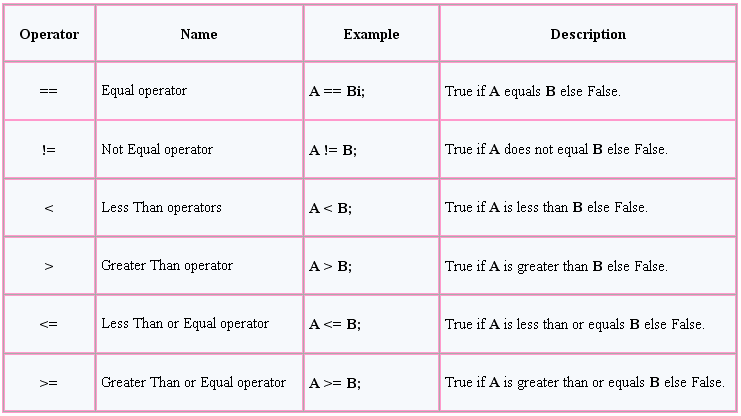 Operator Name Example Description
== Equal operator A == Bi; True if A equals B else False.
!= Not Equal operator A != B; True if A does not equal B else False.
< Less Than operators A < B; True if A is less than B else False.
> Greater Than operator A > B; True if A is greater than B else False.
<= Less Than or Equal operator A <= B; True if A is less than or equals B else False.
>= Greater Than or Equal operator A >= B; True if A is greater than or equals B else False.